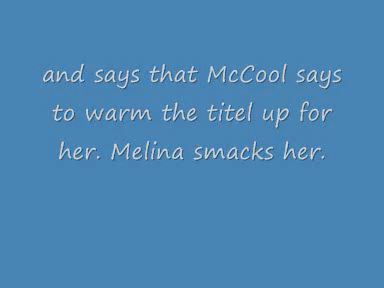 and says that McCool says
to warm the titel up for
her. Melina smacks her.